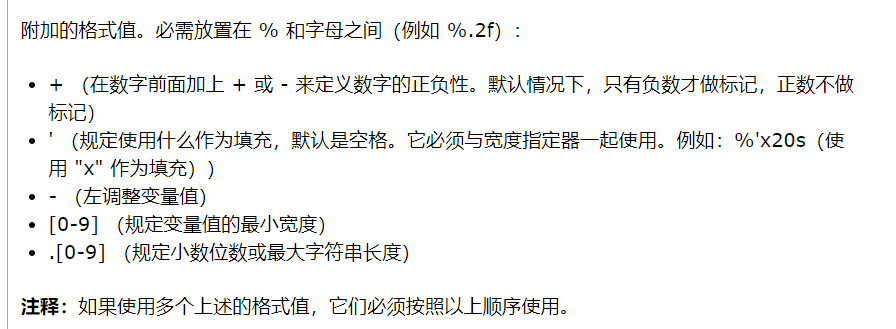 附加的格式值。必需放置在 % 和字母之间（例如 %.2f）：
• + （在数字前面加上 + 或 - 来定义数字的正负性。默认情况下，只有负数才做标记，正数不做
标记）
• ' （规定使用什么作为填充，默认是空格。它必须与宽度指定器一起使用。例如：%'x20s（使
用 "x" 作为填充））
• - （左调整变量值）
• [0-9] （规定变量值的最小宽度）
• .[0-9] （规定小数位数或最大字符串长度）
注释：如果使用多个上述的格式值，它们必须按照以上顺序使用。